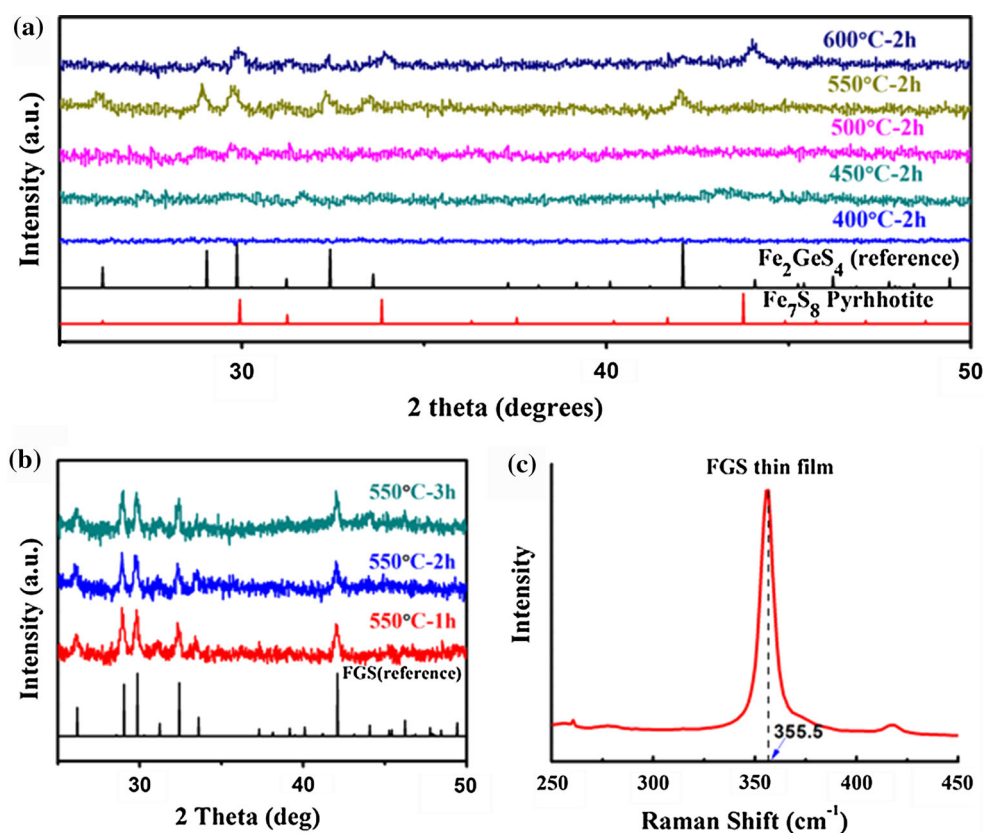 (a)
600°C-2h
550°C-2h
500°C-2h
450°C-2h
400°C-2h
Fe2GeS4 (reference)
Fe7S8 Pyrhhotite
Intensity (a.u.)
30 40 50
2 theta (degrees)
(b)
550°C-3h
550°C-2h
550°C-1h
FGS(reference)
Intensity (a.u.)
30 40 50
2 Theta (deg)
(c)
FGS thin film
Intensity
355.5
250 300 350 400 450
Raman Shift (cm-1)